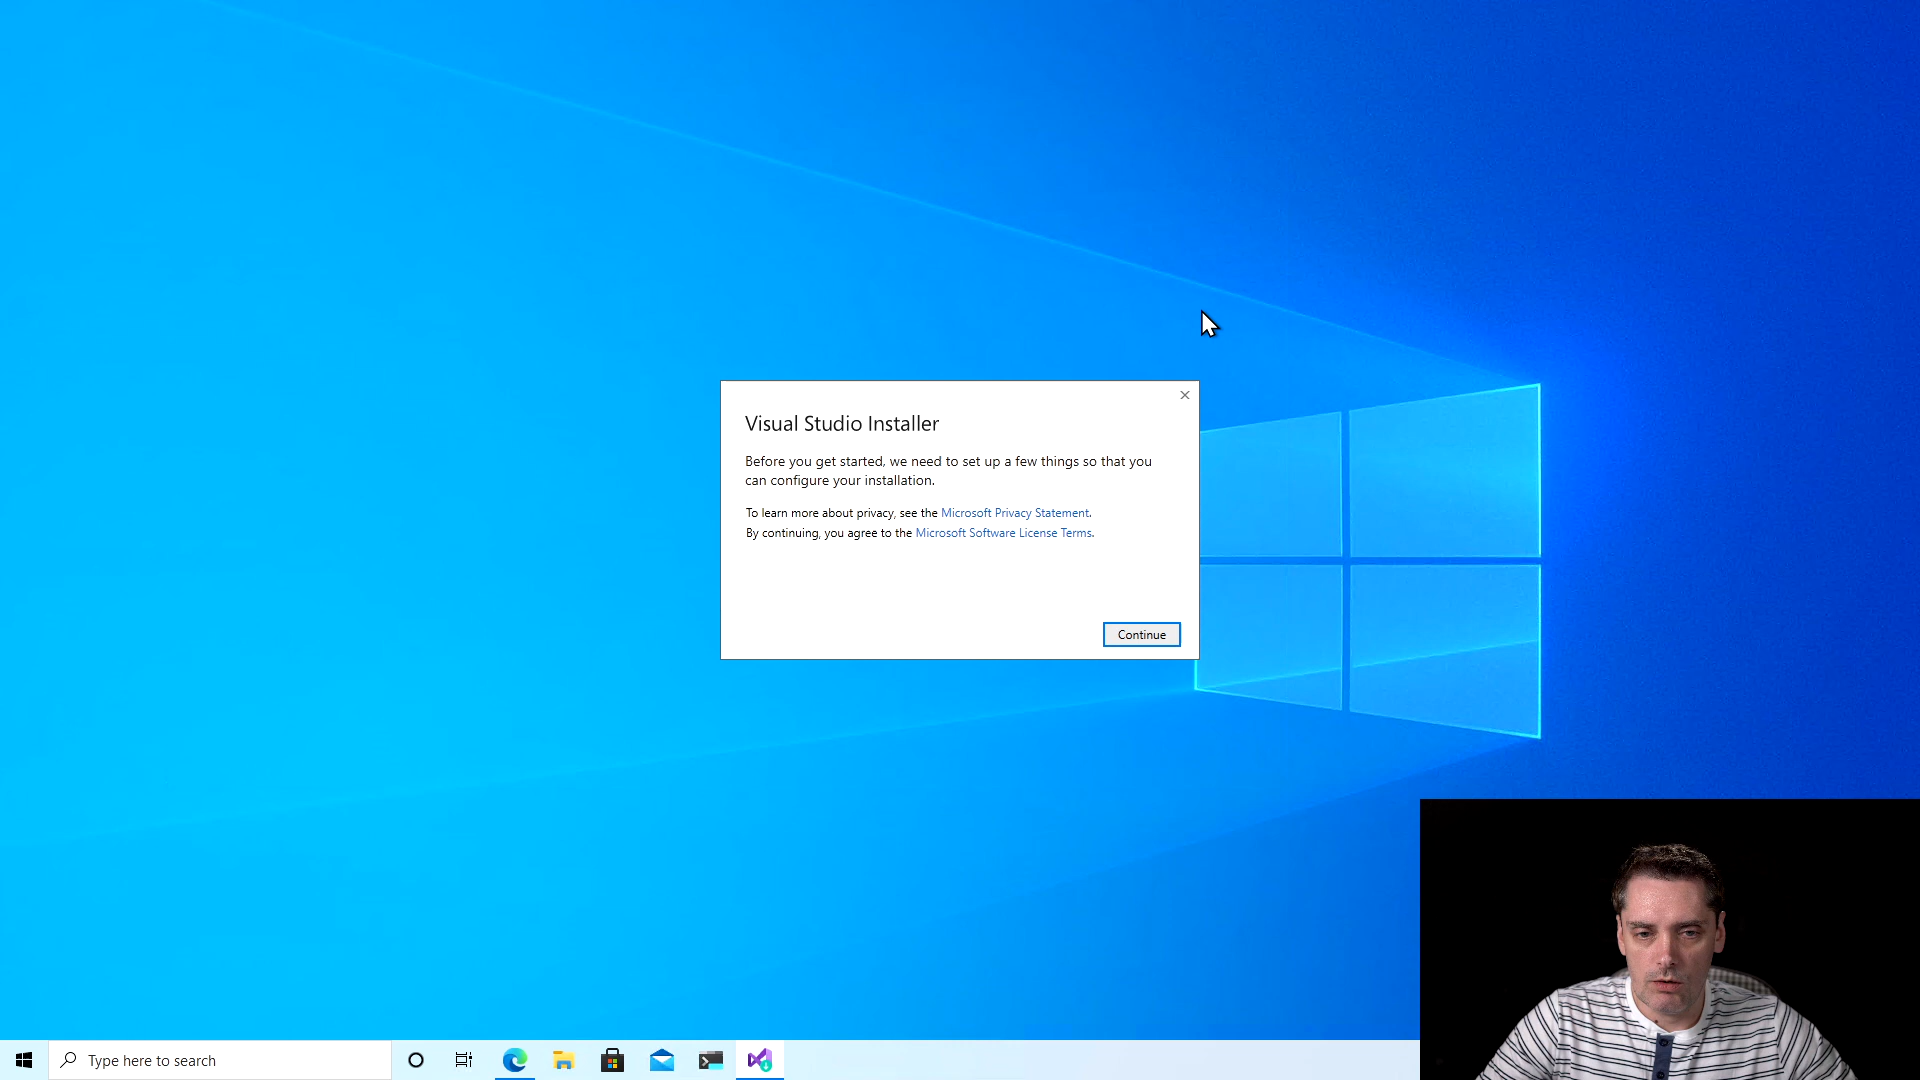 Visual Studio Installer
Before you get started, we need to set up a few things so that you
can configure your installation.
To learn more about privacy, see the Microsoft Privacy Statement.
By continuing, you agree to the Microsoft Software License Terms.
Continue
Type here to search